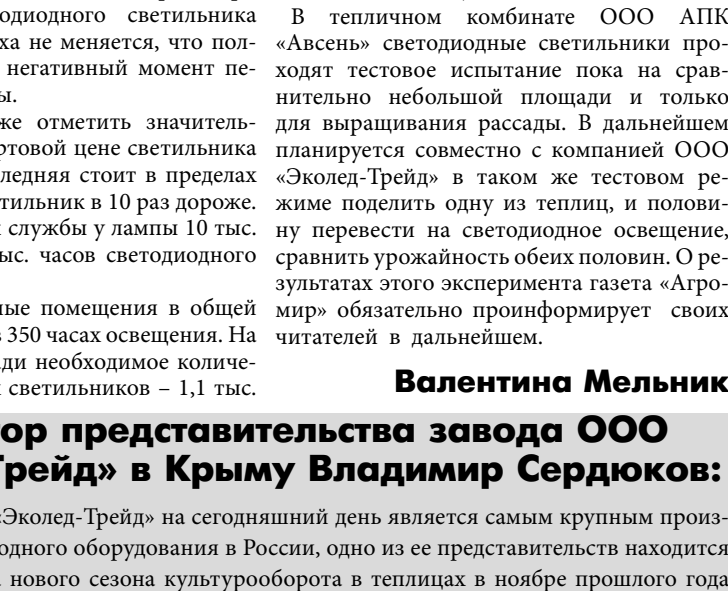 одиодного светильника
ха не меняется, что пол-
негативный момент пе-
ы.
же отметить значитель-
ртовой цене светильника
ледняя стоит в пределах
тильник в 10 раз дороже.
службы у лампы 10 тыс.
ыс. часов светодиодного
ные помещения в общей
350 часах освещения. На
ади необходимое количе-
светильников – 1,1 тыс.
В тепличном комбинате ООО АПК
«Авсень» светодиодные светильники про-
ходят тестовое испытание пока на срав-
нительно небольшой площади и только
для выращивания рассады. В дальнейшем
планируется совместно с компанией ООО
«Эколед-Трейд» в таком же тестовом ре-
жиме поделить одну из теплиц, и полови-
ну перевести на светодиодное освещение,
сравнить урожайность обеих половин. О ре-
зультатах этого эксперимента газета «Агро-
мир» обязательно проинформирует своих
читателей в дальнейшем.
Валентина Мельник
тор представительства завода ООО
Трейд» в Крыму Владимир Сердюков:
«Эколед-Трейд» на сегодняшний день является самым крупным произ-
одного оборудования в России, одно из ее представительств находится
нового сезона культурооборота в теплицах в ноябре прошлого года